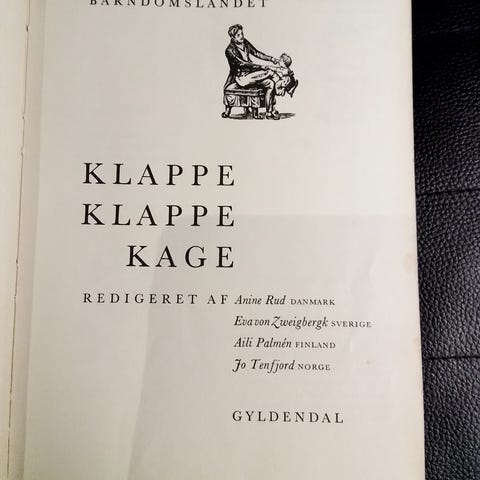 BARNDOMSLANDET
KLAPPE
KLAPPE
KAGE
REDIGERET AF Anine Rud DANMARK
Eva von Zweigbergk SVERIGE
Aili Palmén FINLAND
Jo Tenfjord NORGE
GYLDENDAL